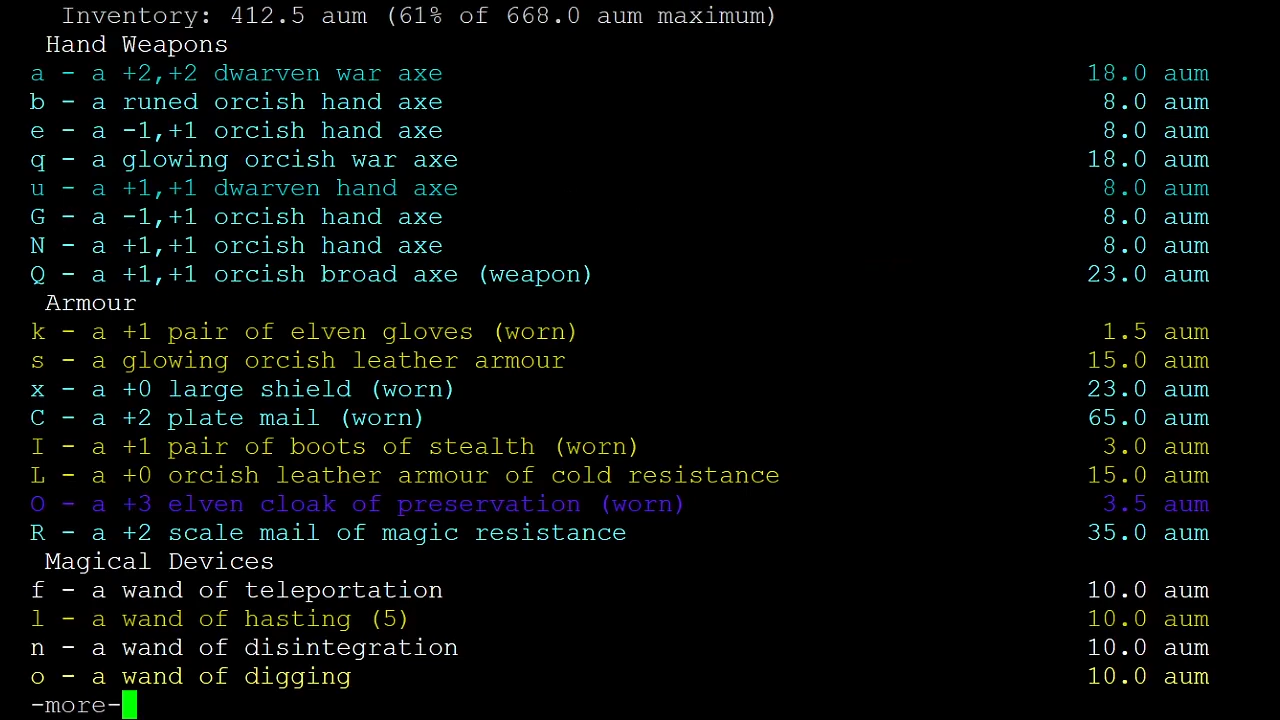 Inventory: 412.5 aum (61% of 668.0 aum maximum)
Hand Weapons
a - a +2,+2 dwarven war axe 18.0 aum
b - a runed orcish hand axe 8.0 aum
e - a -1,+1 orcish hand axe 8.0 aum
q - a glowing orcish war axe 18.0 aum
u - a +1,+1 dwarven hand axe 8.0 aum
G - a -1,+1 orcish hand axe 8.0 aum
N - a +1,+1 orcish hand axe 8.0 aum
Q - a +1,+1 orcish broad axe (weapon) 23.0 aum
Armour
k - a +1 pair of elven gloves (worn) 1.5 aum
s - a glowing orcish leather armour 15.0 aum
x - a +0 large shield (worn) 23.0 aum
C - a +2 plate mail (worn) 65.0 aum
I - a +1 pair of boots of stealth (worn) 3.0 aum
L - a +0 orcish leather armour of cold resistance 15.0 aum
O - a +3 elven cloak of preservation (worn) 3.5 aum
R - a +2 scale mail of magic resistance 35.0 aum
Magical Devices
f - a wand of teleportation 10.0 aum
l - a wand of hasting (5) 10.0 aum
n - a wand of disintegration 10.0 aum
o - a wand of digging 10.0 aum
-more-